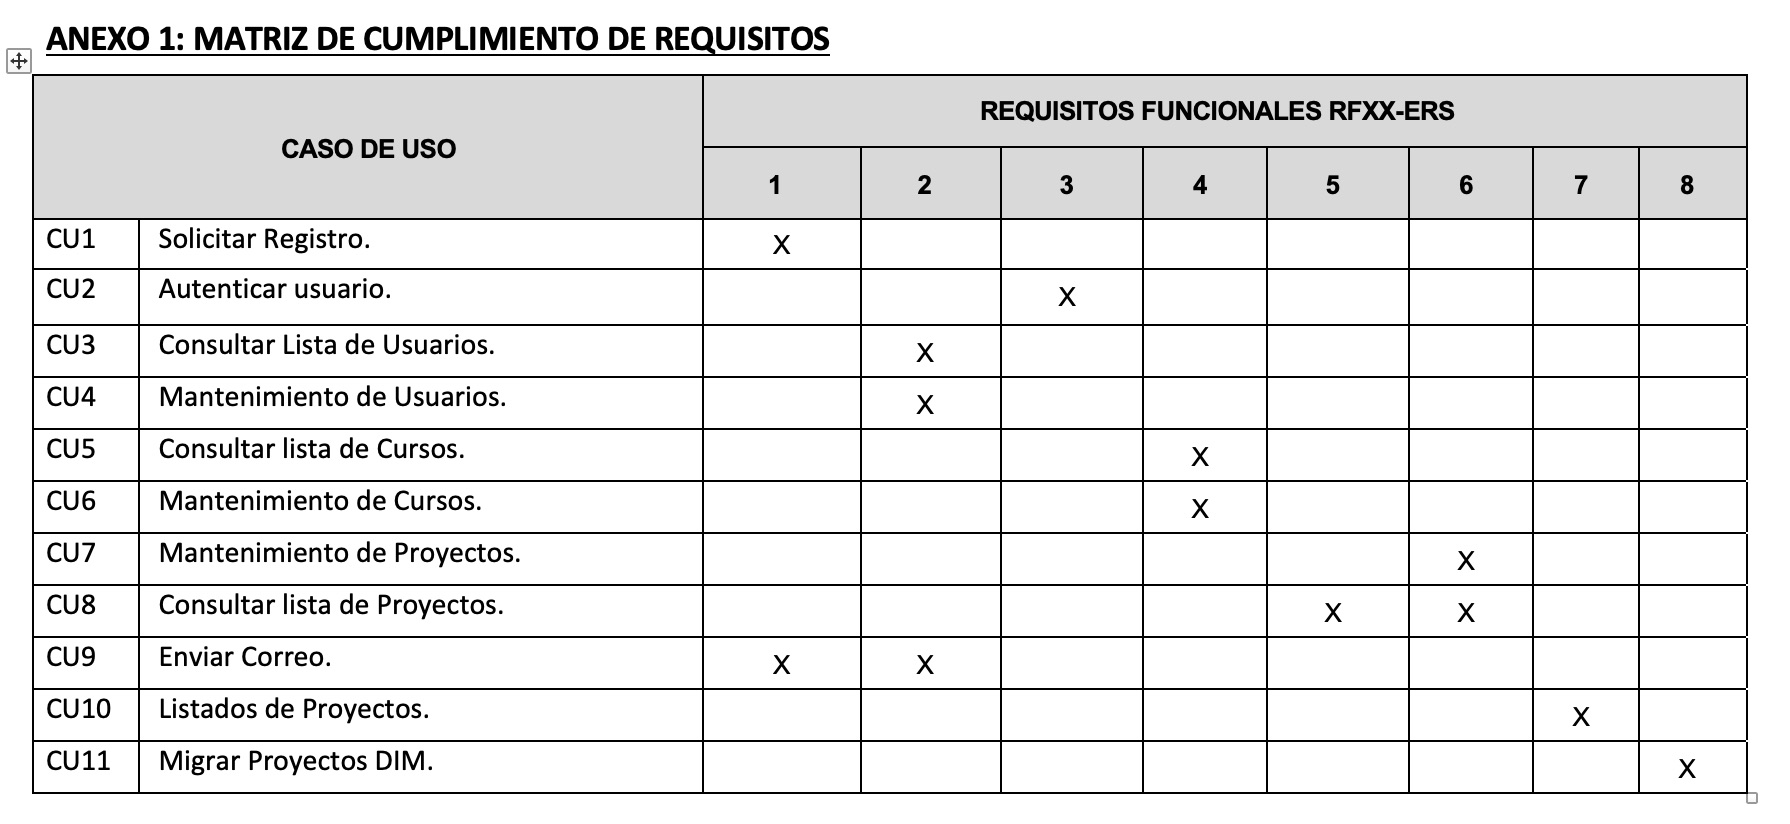 ANEXO 1: MATRIZ DE CUMPLIMIENTO DE REQUISITOS
CASO DE USO
REQUISITOS FUNCIONALES RFXX-ERS
1 2 3 4 5 6 7 8
CU1 Solicitar Registro. X
CU2 Autenticar usuario. X
CU3 Consultar Lista de Usuarios. X
CU4 Mantenimiento de Usuarios. X
CU5 Consultar lista de Cursos. X
CU6 Mantenimiento de Cursos. X
CU7 Mantenimiento de Proyectos. X
CU8 Consultar lista de Proyectos. X X
CU9 Enviar Correo. X X
CU10 Listados de Proyectos. X
CU11 Migrar Proyectos DIM. X